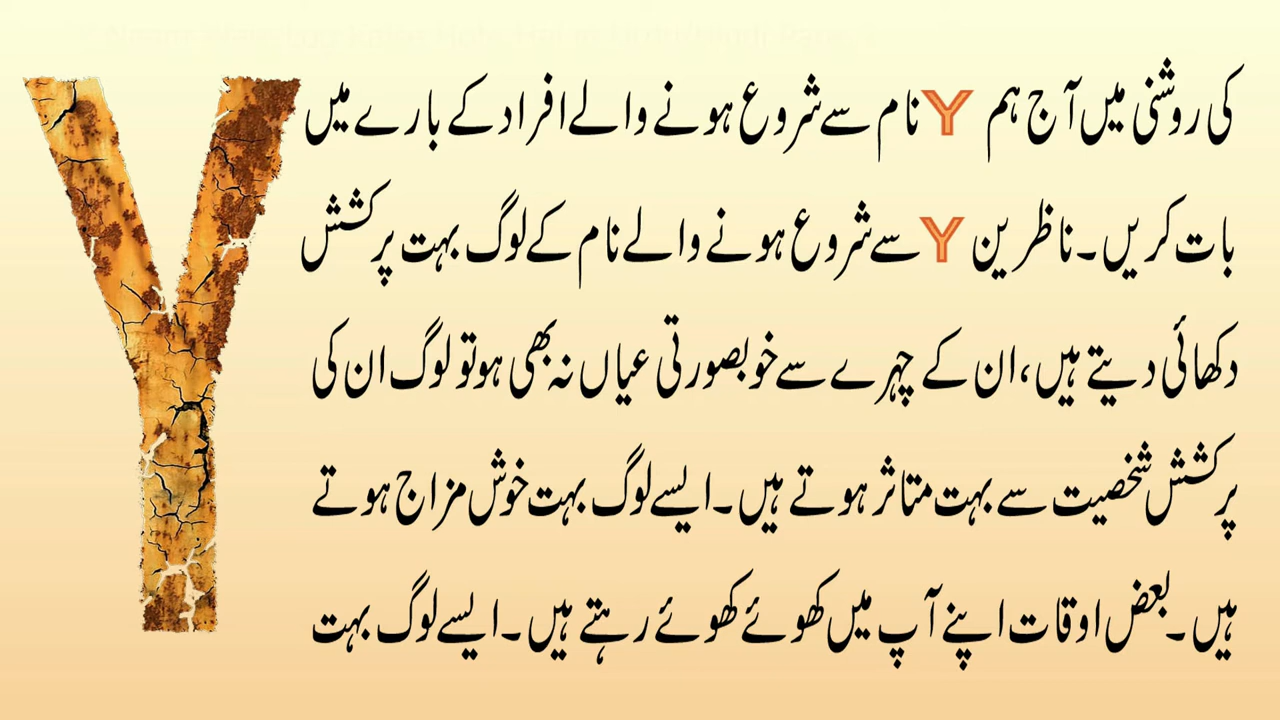 Y
کی روشنی میں آج ہم Y نام سے شروع ہونے والے افراد کے بارے میں
بات کریں۔ ناظرین Y سے شروع ہونے والے نام کے لوگ بہت پرکشش
دکھائی دیتے ہیں، ان کے چہرے سے خوبصورتی عیاں نہ بھی ہو تو لوگ ان کی
پرکشش شخصیت سے بہت متاثر ہوتے ہیں۔ ایسے لوگ بہت خوش مزاج ہوتے
ہیں۔ بعض اوقات اپنے آپ میں کھوئے کھوئے رہتے ہیں۔ ایسے لوگ بہت